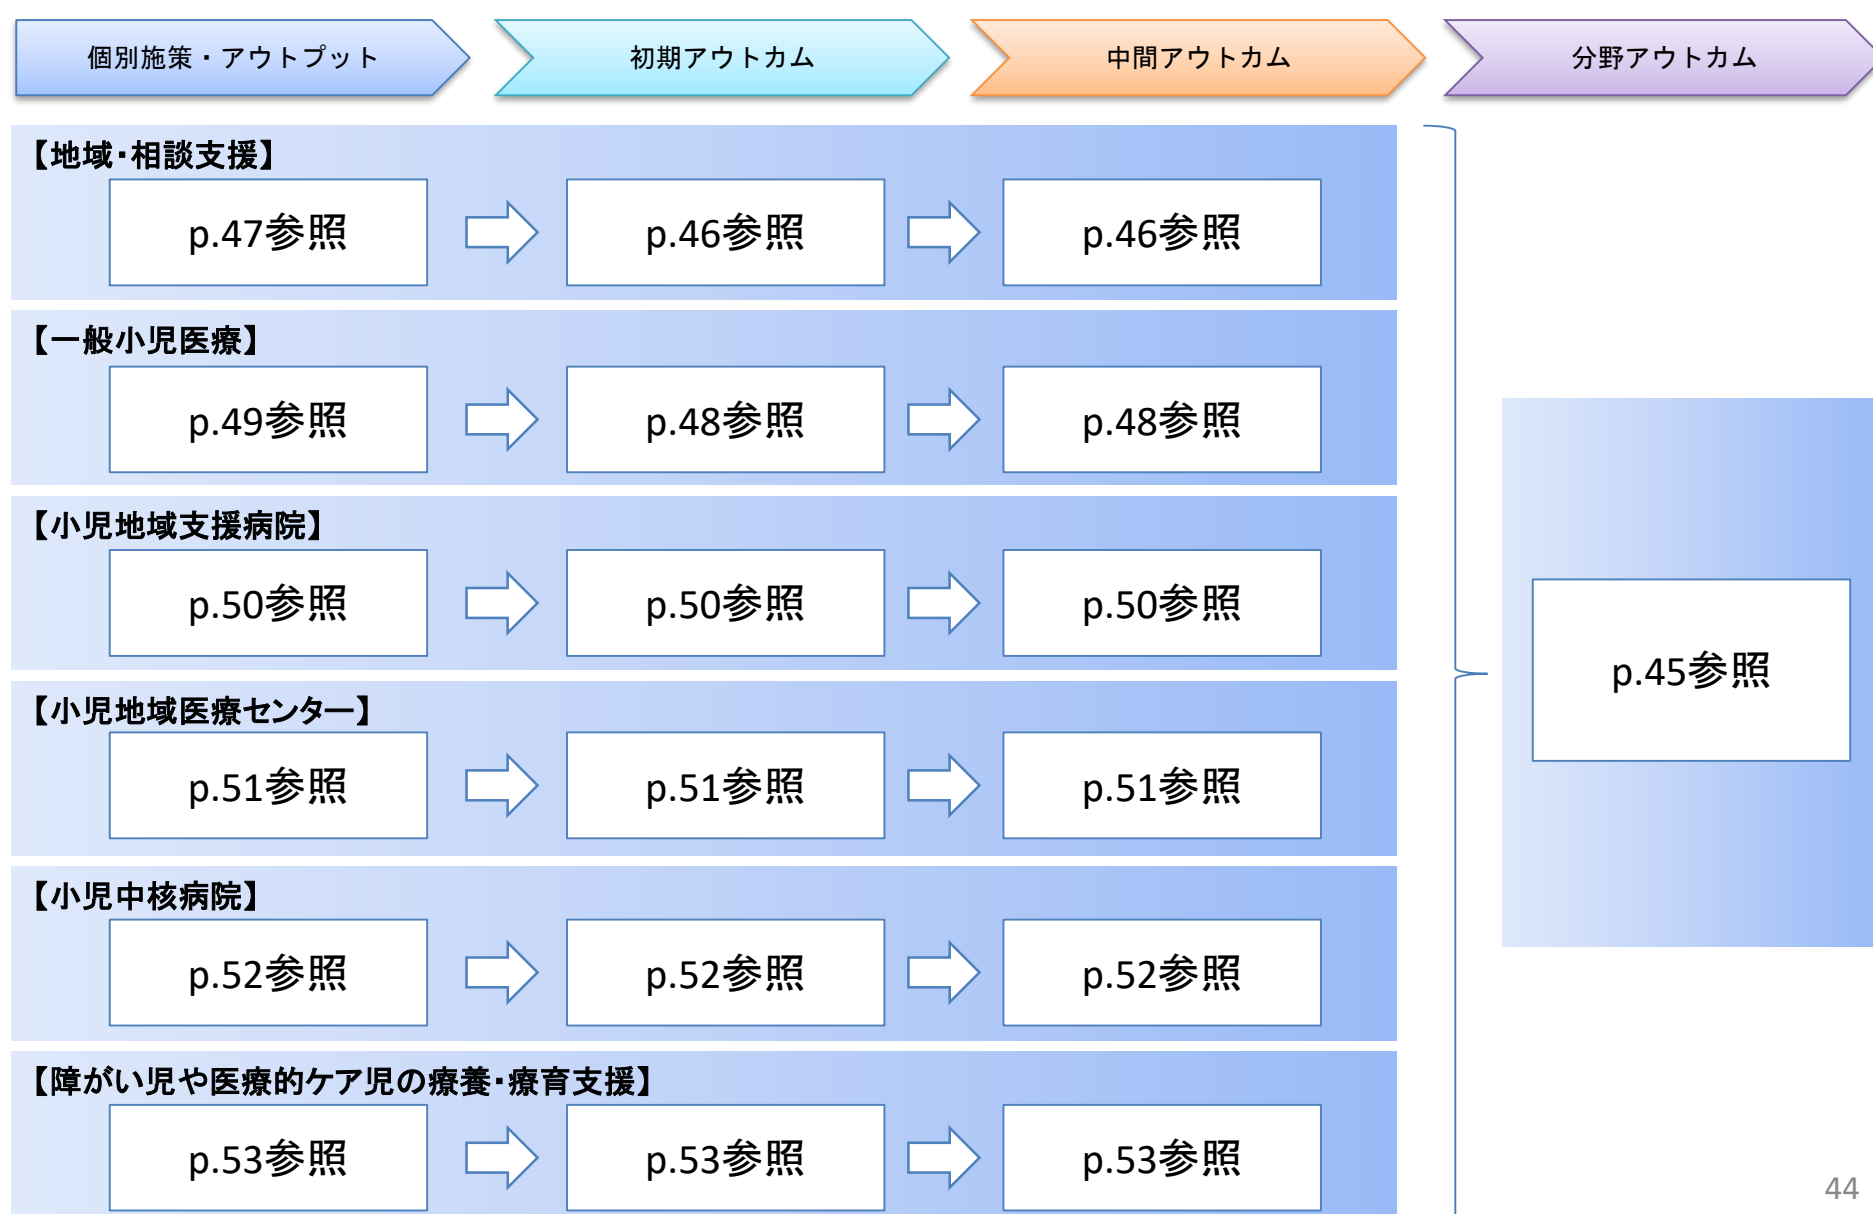 個別施策・アウトプット
初期アウトカム
中間アウトカム
分野アウトカム
【地域・相談支援】
p.47参照
p.46参照
p.46参照
【一般小児医療】
p.49参照
p.48参照
p.48参照
【小児地域支援病院】
p.50参照
p.50参照
p.50参照
【小児地域医療センター】
p.51参照
p.51参照
p.51参照
【小児中核病院】
p.52参照
p.52参照
p.52参照
【障がい児や医療的ケア児の療養・療育支援】
p.53参照
p.53参照
p.53参照
p.45参照
44